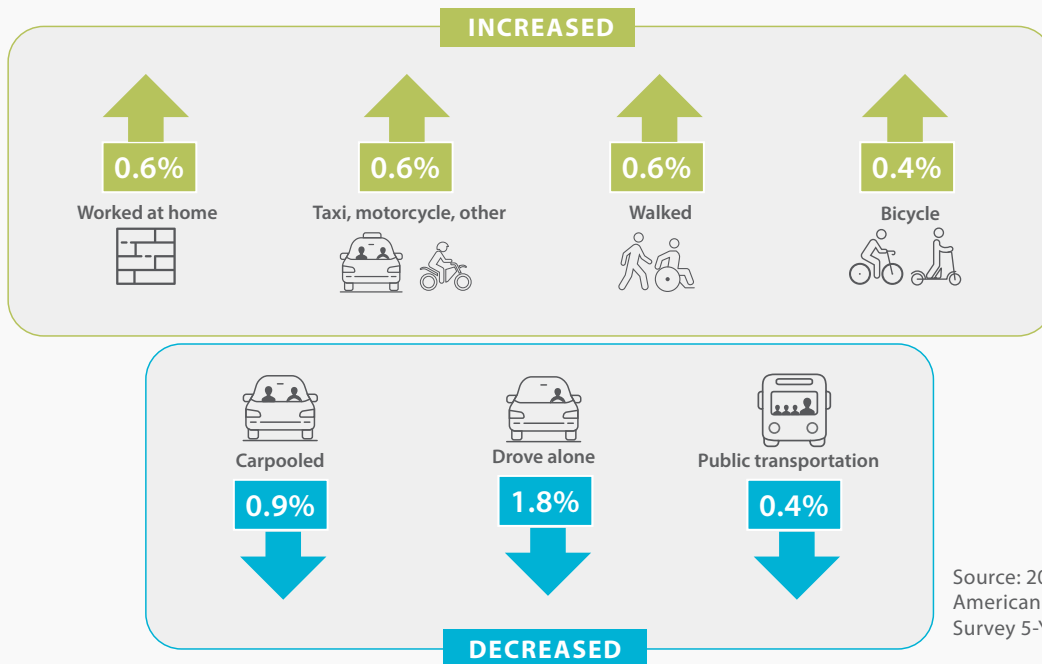 INCREASED
0.6%
0.6%
0.6%
0.4%
Worked at home
Taxi, motorcycle, other
Walked
Bicycle
Carpooled
Drove alone
Public transportation
0.9%
1.8%
0.4%
Source: 20
American
Survey 5-Y
DECREASED